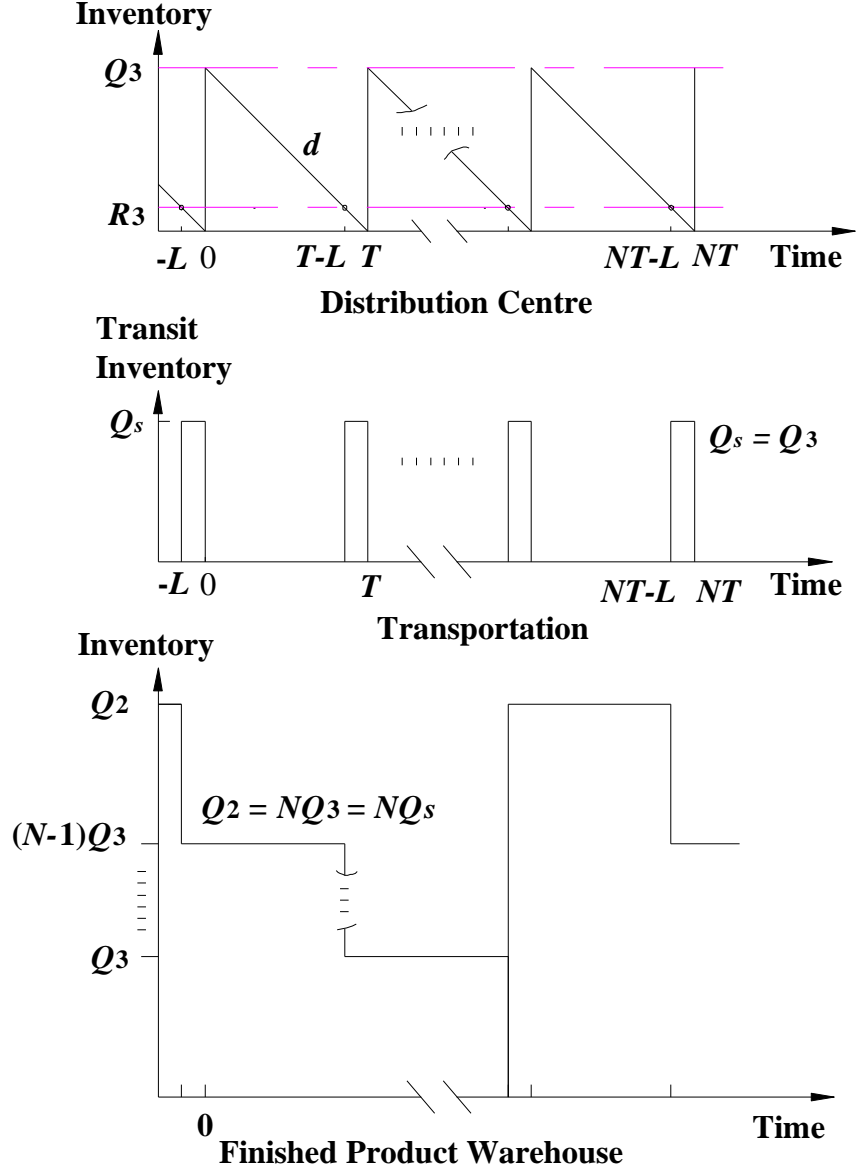 Inventory
Q3
d
R3
-L 0 T-L T NT-L NT Time
Distribution Centre
Transit
Inventory
Qs
Qs = Q3
-L 0 T NT-L NT Time
Transportation
Inventory
Q2
Q2 = NQ3 = NQs
(N-1)Q3
Q3
0 Time
Finished Product Warehouse